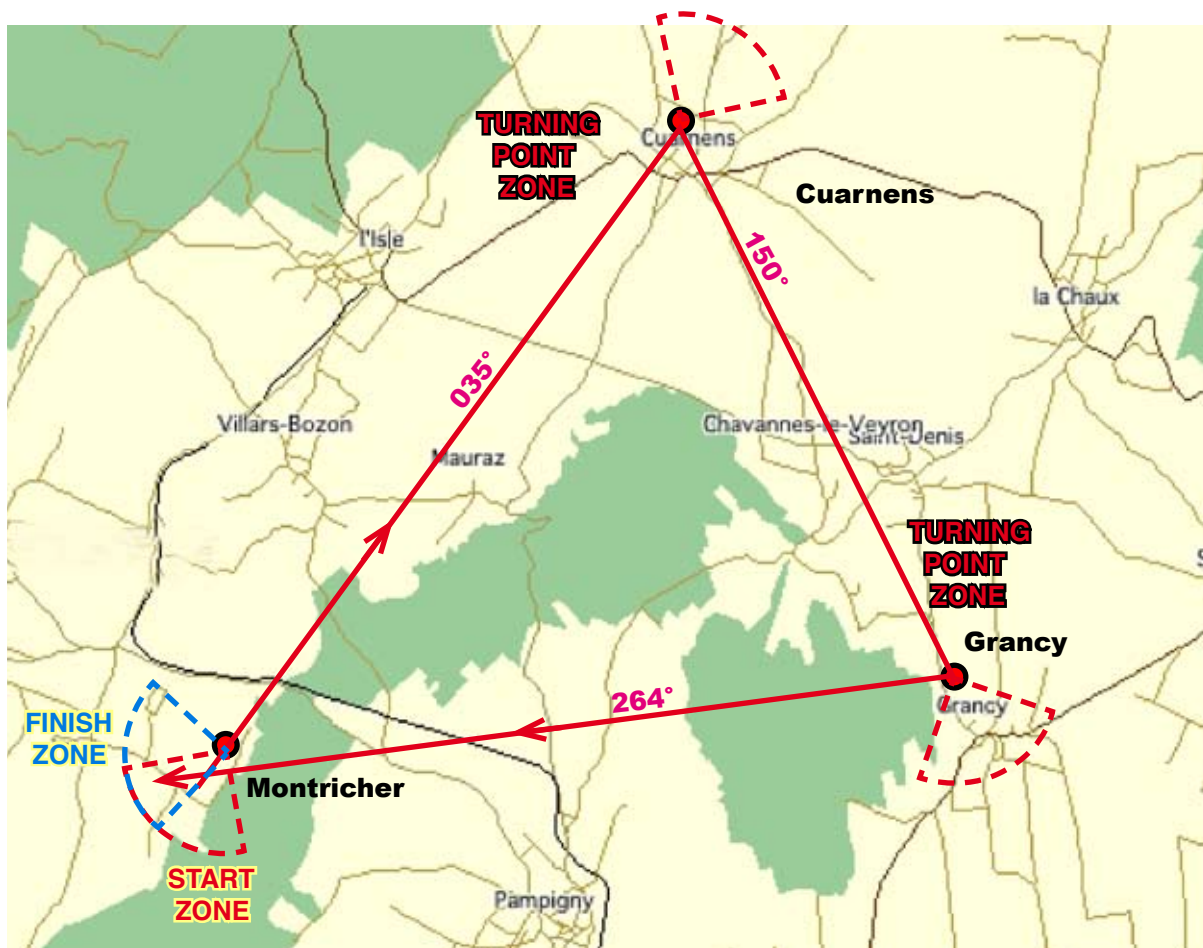 TURNING
POINT
ZONE
Cuarnens
Cuarnens
l'Isle
150°
la Chaux
035°
Villars-Bozon
Chavannes-le-Veyron
Saint-Denis
Mauraz
TURNING
POINT
ZONE
S
Grancy
Grancy
264°
FINISH
ZONE
Montricher
START
ZONE
Pampigny